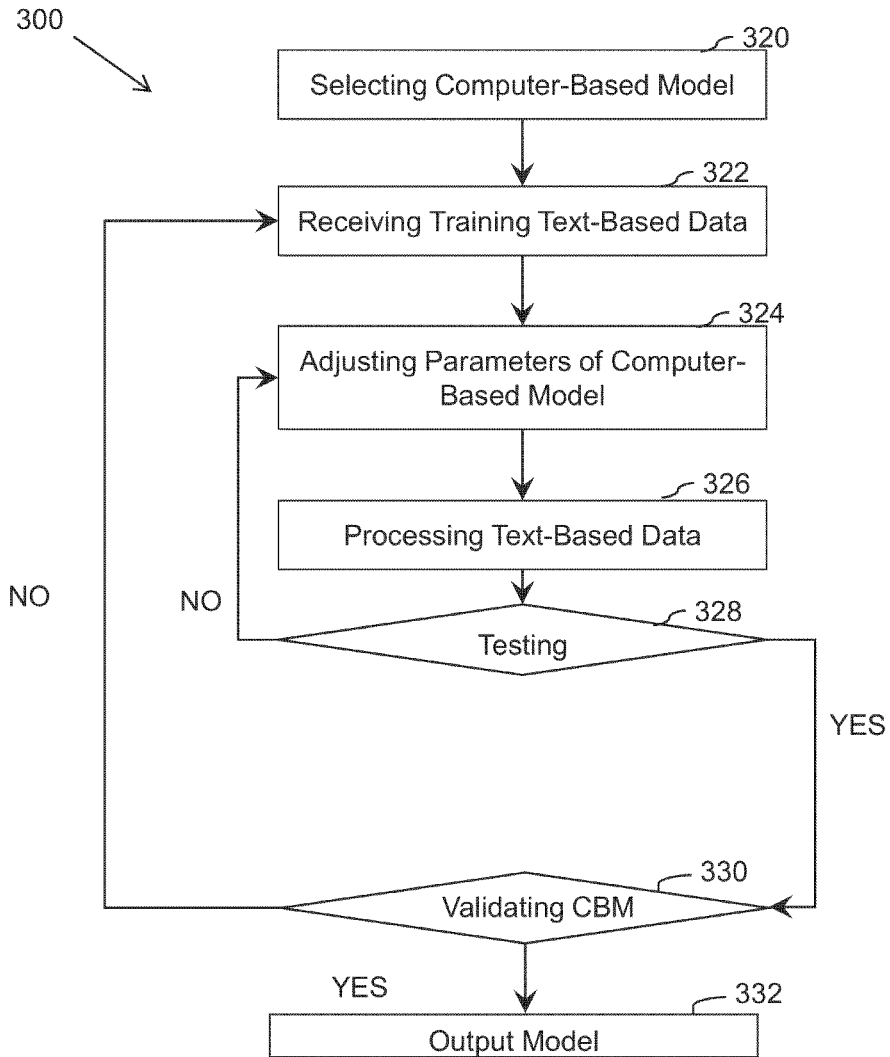 300
320
Selecting Computer-Based Model
322
Receiving Training Text-Based Data
324
Adjusting Parameters of Computer-
Based Model
326
Processing Text-Based Data
328
Testing
NO
NO
YES
330
Validating CBM
YES
332
Output Model